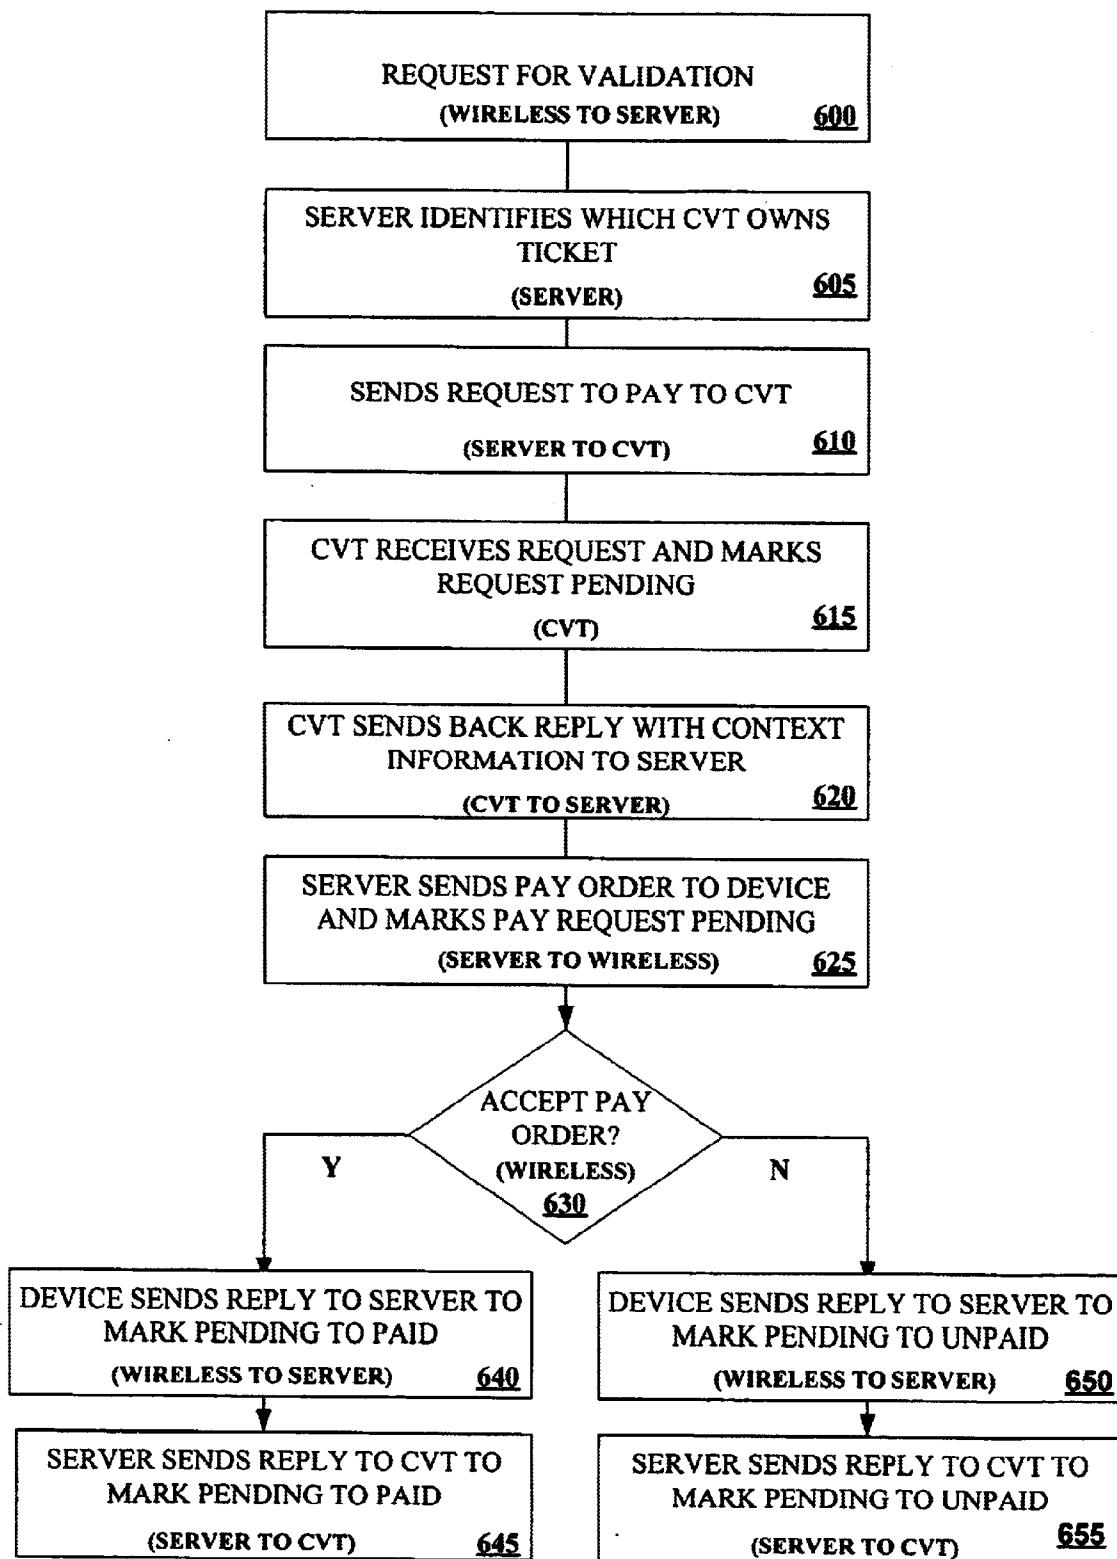 REQUEST FOR VALIDATION
(WIRELESS TO SERVER)
600
SERVER IDENTIFIES WHICH CVT OWNS
TICKET
(SERVER)
605
SENDS REQUEST TO PAY TO CVT
(SERVER TO CVT)
610
CVT RECEIVES REQUEST AND MARKS
REQUEST PENDING
(CVT)
615
CVT SENDS BACK REPLY WITH CONTEXT
INFORMATION TO SERVER
(CVT TO SERVER)
620
SERVER SENDS PAY ORDER TO DEVICE
AND MARKS PAY REQUEST PENDING
(SERVER TO WIRELESS)
625
ACCEPT PAY
ORDER?
(WIRELESS)
630
Y
N
DEVICE SENDS REPLY TO SERVER TO
MARK PENDING TO PAID
(WIRELESS TO SERVER)
640
DEVICE SENDS REPLY TO SERVER TO
MARK PENDING TO UNPAID
(WIRELESS TO SERVER)
650
SERVER SENDS REPLY TO CVT TO
MARK PENDING TO PAID
(SERVER TO CVT)
645
SERVER SENDS REPLY TO CVT TO
MARK PENDING TO UNPAID
(SERVER TO CVT)
655